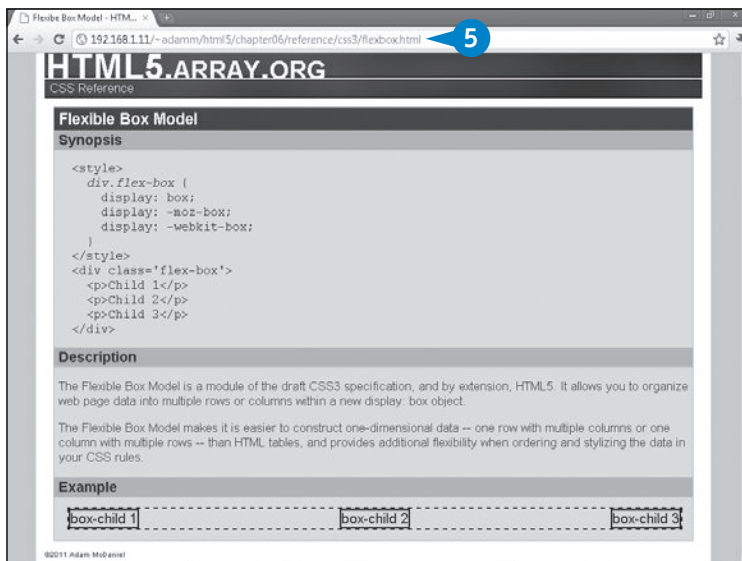 Flexibe Box Model - HTM...
192.168.1.11/~adamm/html5/chapter06/reference/css3/flexbox.html
5
HTML5.ARRAY.ORG
CSS Reference
Flexible Box Model
Synopsis
<style>
div.flex-box {
display: box;
display: -moz-box;
display: -webkit-box;
}
</style>
<div class='flex-box'>
<p>Child 1</p>
<p>Child 2</p>
<p>Child 3</p>
</div>
Description
The Flexible Box Model is a module of the draft CSS3 specification, and by extension, HTML5. It allows you to organize
web page data into multiple rows or columns within a new display: box object.
The Flexible Box Model makes it is easier to construct one-dimensional data -- one row with multiple columns or one
column with multiple rows -- than HTML tables, and provides additional flexibility when ordering and stylizing the data in
your CSS rules.
Example
box-child 1 box-child 2 box-child 3
©2011 Adam McDaniel